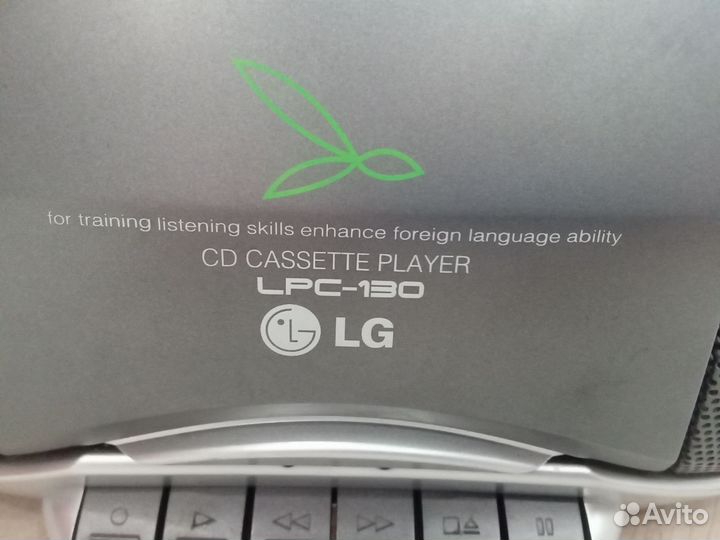 for training listening skills enhance foreign language ability
CD CASSETTE PLAYER
LPC-130
LG
Avito